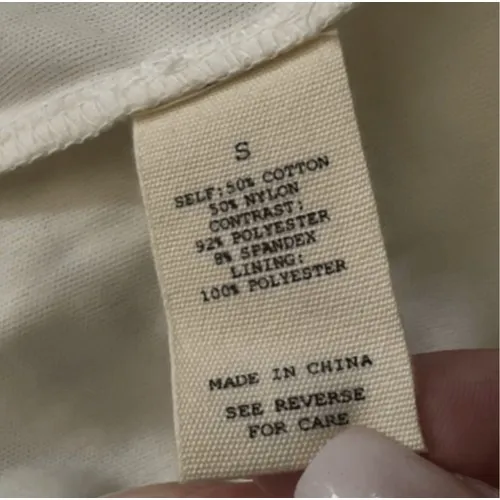 S
SELF:50% COTTON
50% NYLON
CONTRAST:
92% POLYESTER
8% SPANDEX
LINING:
100% POLYESTER
MADE IN CHINA
SEE REVERSE
FOR CARE